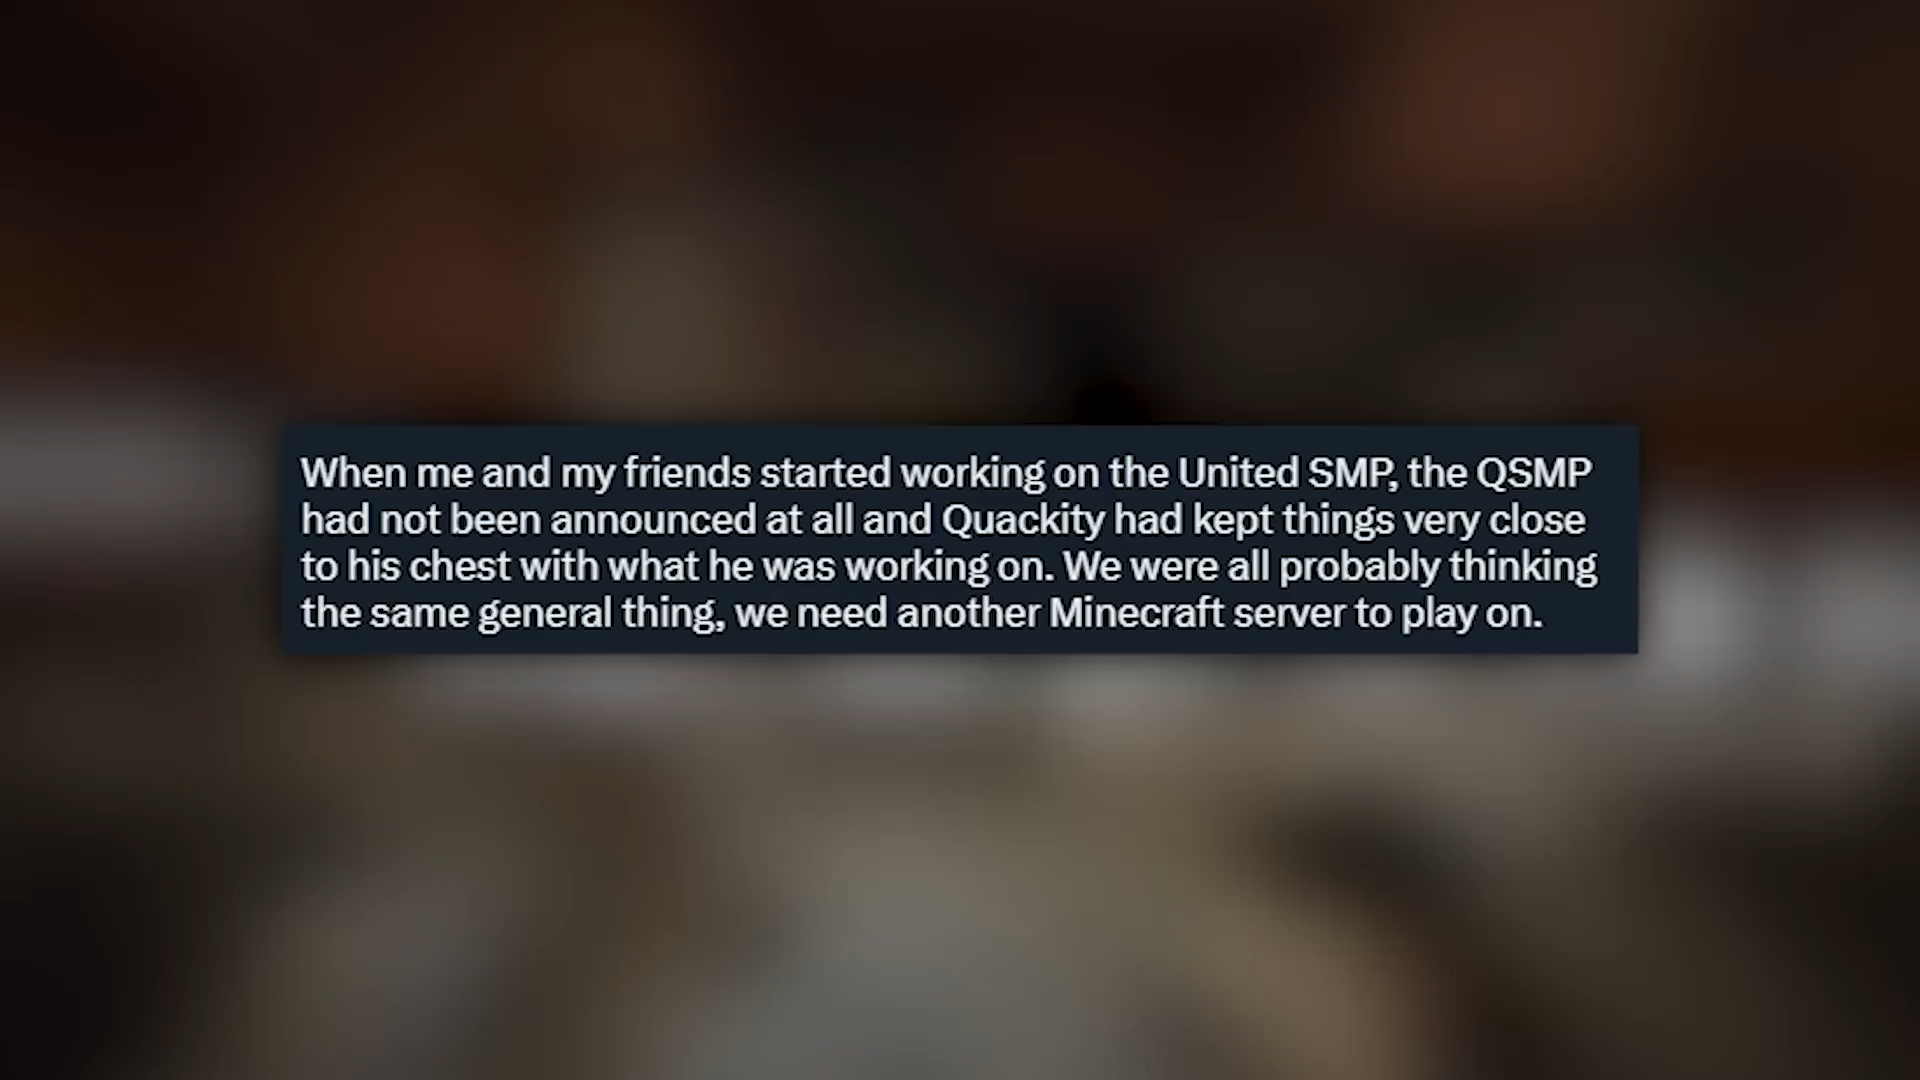 When me and my friends started working on the United SMP, the QSMP
had not been announced at all and Quackity had kept things very close
to his chest with what he was working on. We were all probably thinking
the same general thing, we need another Minecraft server to play on.